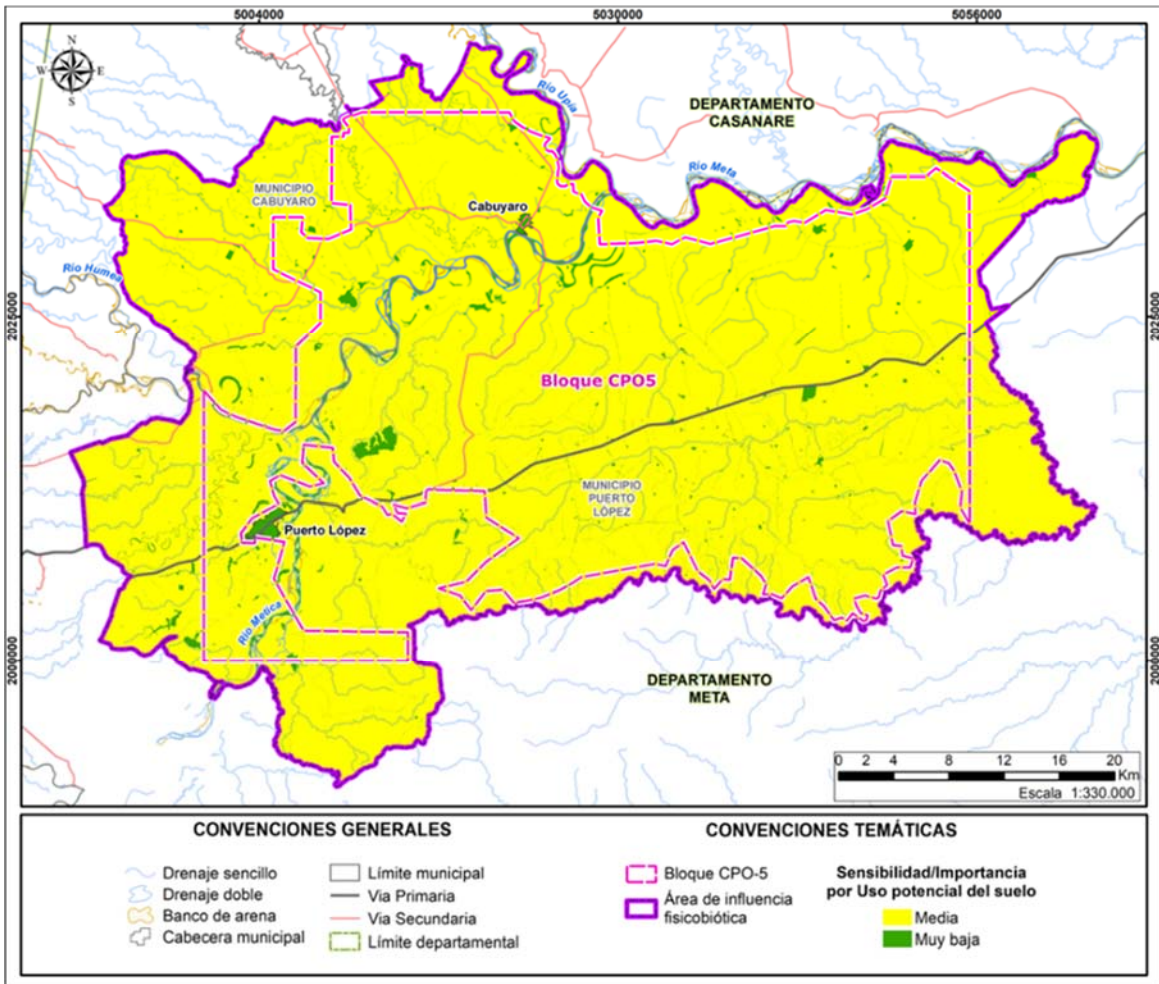 5004000
5030000
5056000
N
W E
S
Río Upía
DEPARTAMENTO
CASANARE
Río Meta
MUNICIPIO
CABUYARO
Cabuyaro
Río Humea
2025000
2025000
Bloque CPO5
MUNICIPIO
PUERTO
LÓPEZ
Puerto López
Río Metica
2000000
2000000
DEPARTAMENTO
META
0 2 4 8 12 16 20
Km
Escala 1:330.000
CONVENCIONES GENERALES
Drenaje sencillo
Drenaje doble
Banco de arena
Cabecera municipal
Límite municipal
Via Primaria
Via Secundaria
Límite departamental
CONVENCIONES TEMÁTICAS
Bloque CPO-5
Área de influencia
fisicobiótica
Sensibilidad/Importancia
por Uso potencial del suelo
Media
Muy baja